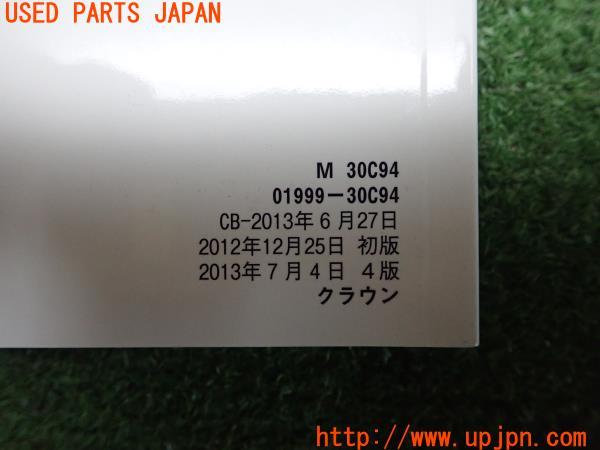 USED PARTS JAPAN
M 30C94
01999-30C94
CB-2013年6月27日
2012年12月25日 初版
2013年7月4日 4版
クラウン
http://www.upjpn.com/